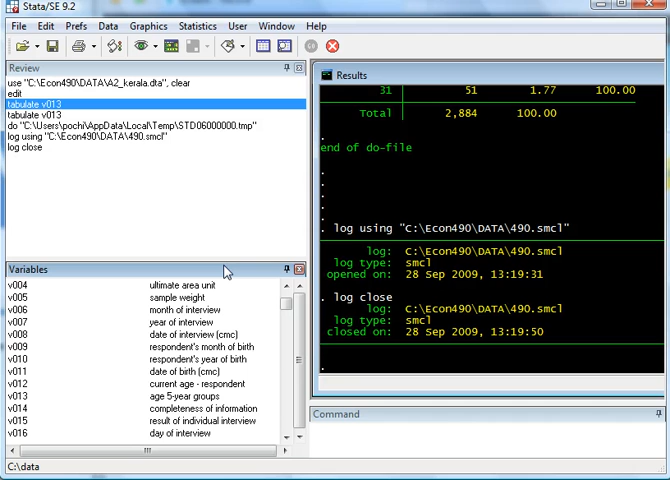 Stata/SE 9.2
File Edit Prefs Data Graphics Statistics User Window Help
Review
use "C:\Econ490\DATA\A2_kerala.dta", clear
edit
tabulate v013
tabulate v013
do "C:\Users\pochi\AppData\Local\Temp\STD06000000.tmp"
log using "C:\Econ490\DATA\490.smcl"
log close
Variables
v004 ultimate area unit
v005 sample weight
v006 month of interview
v007 year of interview
v008 date of interview (cmc)
v009 respondent's month of birth
v010 respondent's year of birth
v011 date of birth (cmc)
v012 current age - respondent
v013 age 5-year groups
v014 completeness of information
v015 result of individual interview
v016 day of interview
Results
31 51 1.77 100.00
Total 2,884 100.00
.
end of do-file
.
.
.
.
. log using "C:\Econ490\DATA\490.smcl"
log: C:\Econ490\DATA\490.smcl
log type: smcl
opened on: 28 Sep 2009, 13:19:31
. log close
log: C:\Econ490\DATA\490.smcl
log type: smcl
closed on: 28 Sep 2009, 13:19:50
.
Command
C:\data